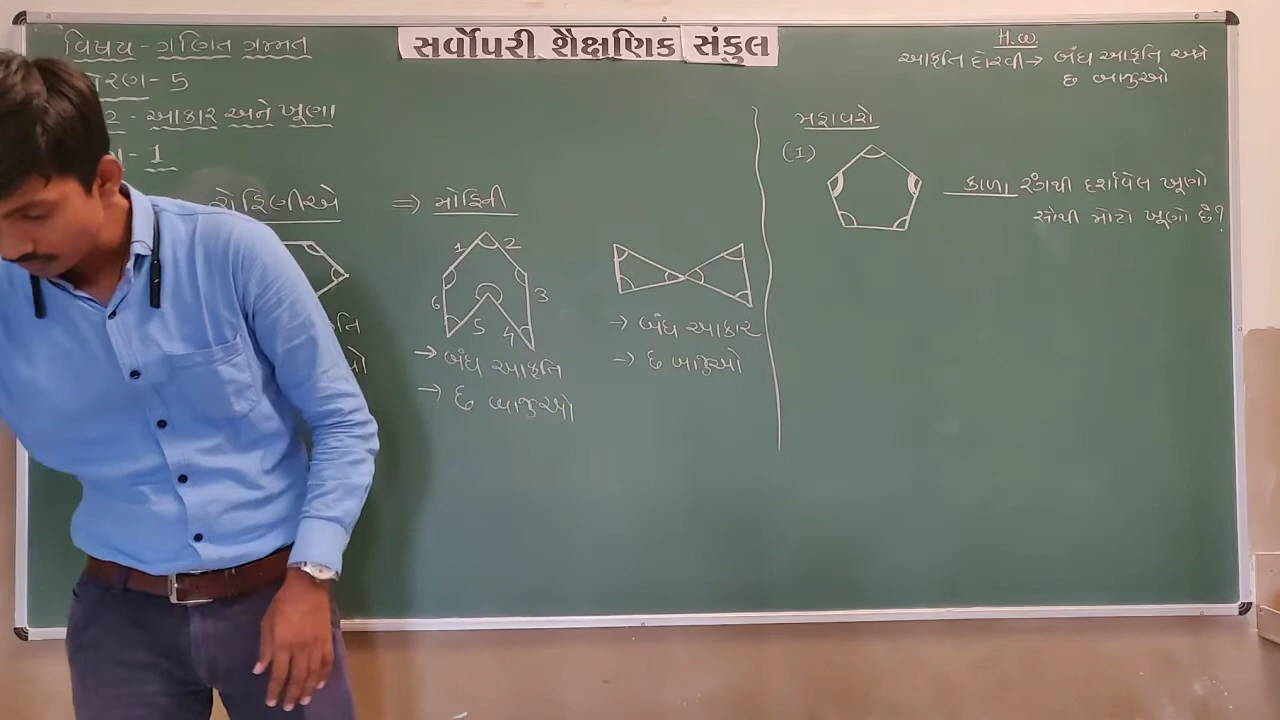 સર્વોપરી શૈક્ષણિક સંકુલ
વિષય - ગણિત ગમ્મત
ધોરણ - 5
2 - આકાર અને ખૂણા
- 1
⇒ મોહિની
1 2
3
4
5
6
→ બંધ આકૃતિ
→ 6 બાજુઓ
→ બંધ આકાર
→ 6 બાજુઓ
H.W.
આકૃતિ દોરવી → બંધ આકૃતિ અને
6 બાજુઓ
મહાવરો
(1)
કાળા રંગથી દર્શાવેલ ખૂણો
સૌથી મોટો ખૂણો છે?